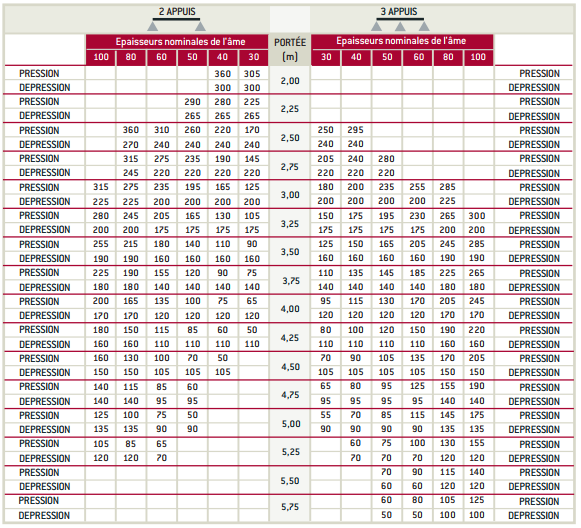 2 APPUIS 3 APPUIS
Epaisseurs nominales de l'âme PORTÉE (m) Epaisseurs nominales de l'âme
100 80 60 50 40 30 30 40 50 60 80 100
PRESSION 360 305 2,00 PRESSION
DEPRESSION 300 300 DEPRESSION
PRESSION 290 280 225 2,25 PRESSION
DEPRESSION 265 265 265 DEPRESSION
PRESSION 360 310 260 220 170 2,50 250 295 PRESSION
DEPRESSION 270 240 240 240 240 240 240 DEPRESSION
PRESSION 315 275 235 190 145 2,75 205 240 280 PRESSION
DEPRESSION 245 220 220 220 220 220 220 220 DEPRESSION
PRESSION 315 275 235 195 165 125 3,00 180 200 235 255 285 PRESSION
DEPRESSION 225 225 200 200 200 200 200 200 200 200 225 DEPRESSION
PRESSION 280 245 205 165 130 105 3,25 150 175 195 230 265 300 PRESSION
DEPRESSION 200 200 175 175 175 175 175 175 175 175 200 200 DEPRESSION
PRESSION 255 215 180 140 110 90 3,50 125 150 165 205 245 285 PRESSION
DEPRESSION 190 190 160 160 160 160 160 160 160 160 190 190 DEPRESSION
PRESSION 225 190 155 120 90 75 3,75 110 135 145 185 225 265 PRESSION
DEPRESSION 180 180 140 140 140 140 140 140 140 140 180 180 DEPRESSION
PRESSION 200 165 135 100 75 65 4,00 95 115 130 170 205 245 PRESSION
DEPRESSION 170 170 120 120 120 120 120 120 120 120 170 170 DEPRESSION
PRESSION 180 150 115 85 60 50 4,25 80 100 120 150 190 220 PRESSION
DEPRESSION 160 160 110 110 110 110 110 110 110 110 160 160 DEPRESSION
PRESSION 160 130 100 70 50 4,50 70 90 105 135 170 205 PRESSION
DEPRESSION 150 150 105 105 105 105 105 105 105 150 150 DEPRESSION
PRESSION 140 115 85 60 4,75 65 80 95 125 155 190 PRESSION
DEPRESSION 140 140 95 95 95 95 95 95 140 140 DEPRESSION
PRESSION 125 100 75 50 5,00 55 70 85 115 145 175 PRESSION
DEPRESSION 135 135 90 90 90 90 90 90 135 135 DEPRESSION
PRESSION 105 85 65 5,25 60 75 100 130 155 PRESSION
DEPRESSION 120 120 70 70 70 70 120 120 DEPRESSION
PRESSION 5,50 70 90 115 140 PRESSION
DEPRESSION 60 60 120 120 DEPRESSION
PRESSION 5,75 60 80 105 125 PRESSION
DEPRESSION 50 50 100 100 DEPRESSION